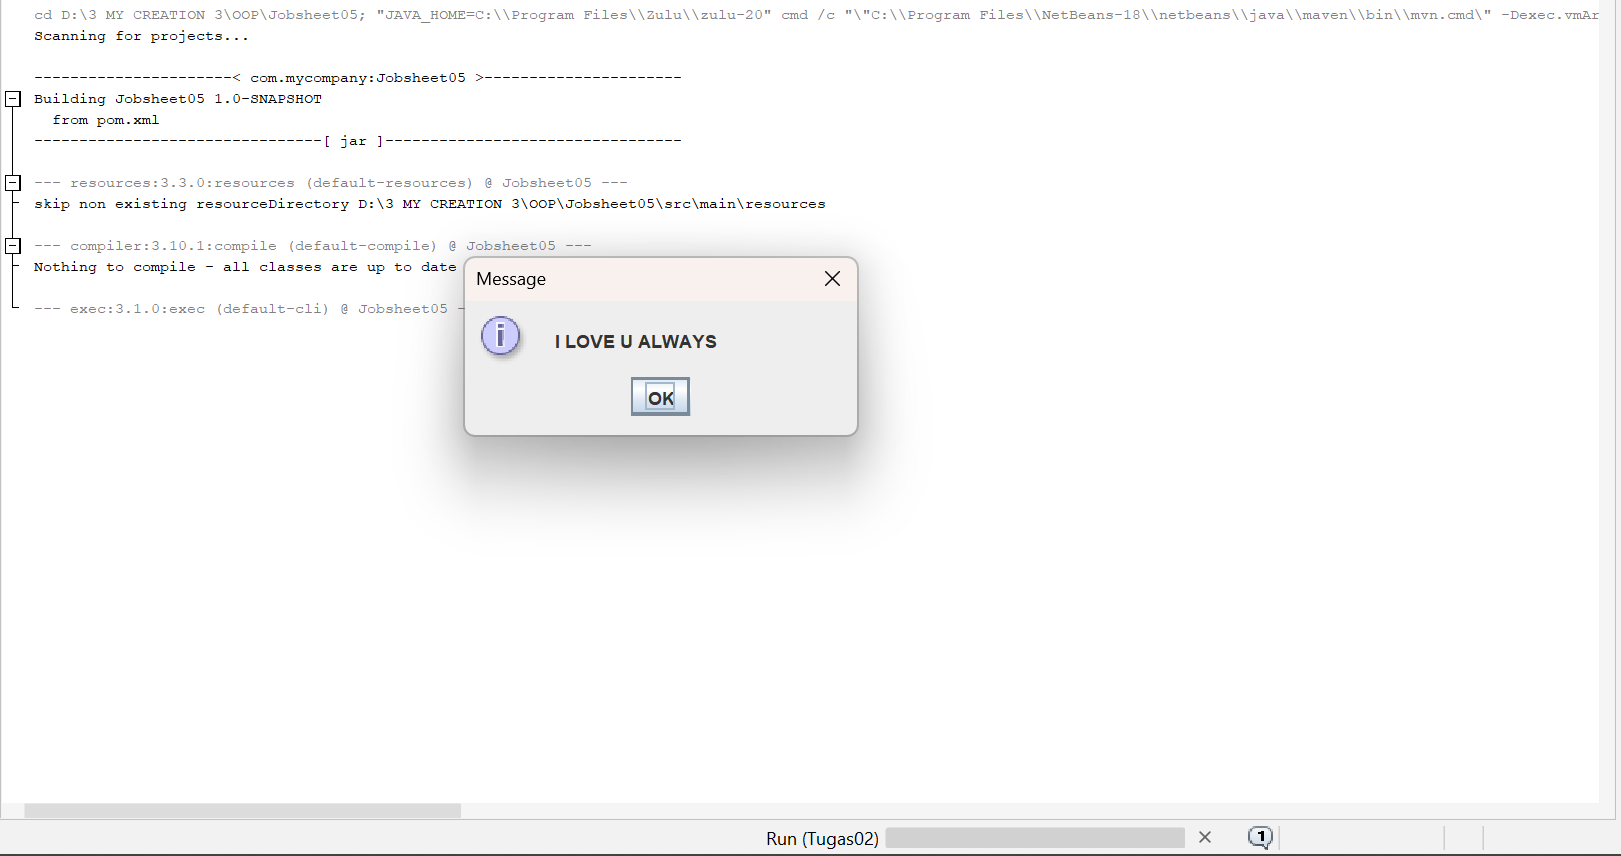 cd D:\3 MY CREATION 3\OOP\Jobsheet05; "JAVA_HOME=C:\\Program Files\\Zulu\\zulu-20" cmd /c "\"C:\\Program Files\\NetBeans-18\\netbeans\\java\\maven\\bin\\mvn.cmd\" -Dexec.vmAr
Scanning for projects...
----------------------< com.mycompany:Jobsheet05 >----------------------
Building Jobsheet05 1.0-SNAPSHOT
from pom.xml
--------------------------------[ jar ]---------------------------------
--- resources:3.3.0:resources (default-resources) @ Jobsheet05 ---
skip non existing resourceDirectory D:\3 MY CREATION 3\OOP\Jobsheet05\src\main\resources
--- compiler:3.10.1:compile (default-compile) @ Jobsheet05 ---
Nothing to compile - all classes are up to date
--- exec:3.1.0:exec (default-cli) @ Jobsheet05 -
Message
i
I LOVE U ALWAYS
OK
Run (Tugas02)
1